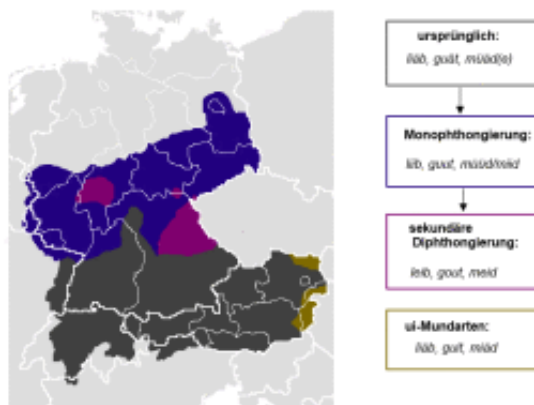 ursprünglich:
liäb, guät, müäd(e)
Monophthongierung:
liib, guut, müüd/miid
sekundäre
Diphthongierung:
leib, gout, meid
ui-Mundarten:
liäb, guit, miäd